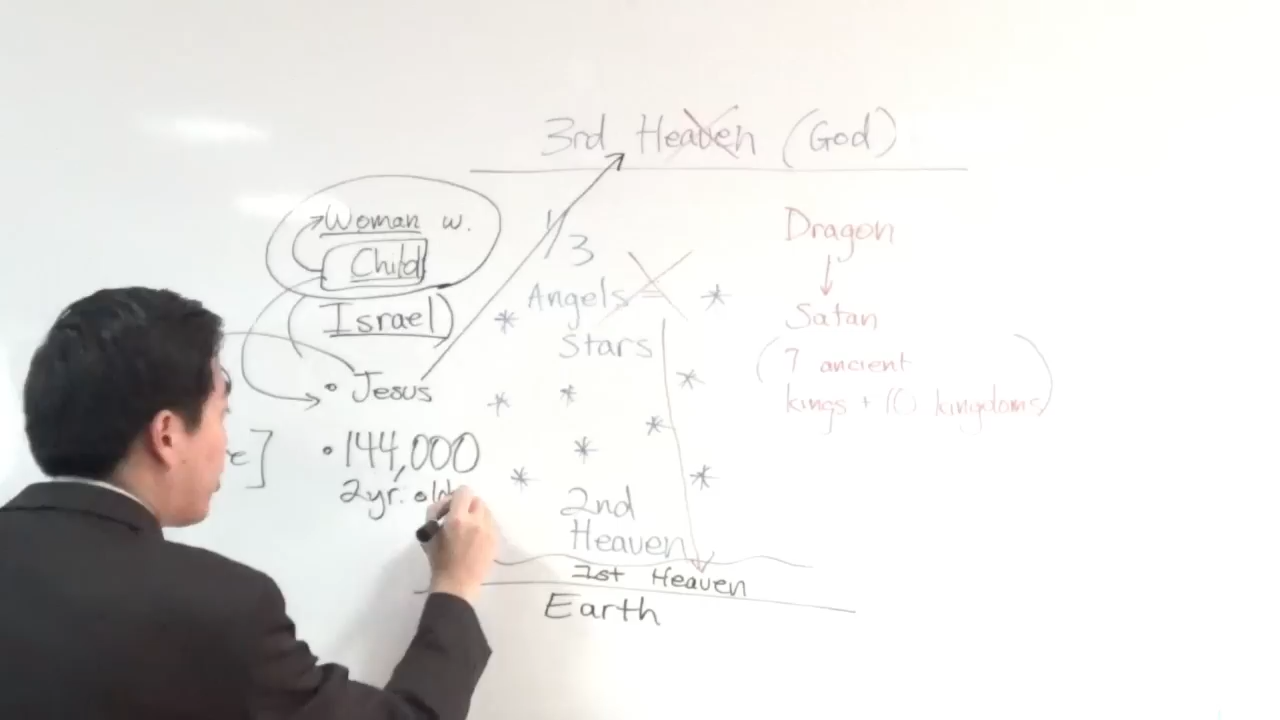 3rd Heaven (God)
Woman w.
Child
(Israel)
• Jesus
• 144,000
2yr. old
1/3
Angels
Stars
2nd
Heaven
1st Heaven
Earth
Dragon
Satan
(7 ancient
kings + 10 kingdoms)